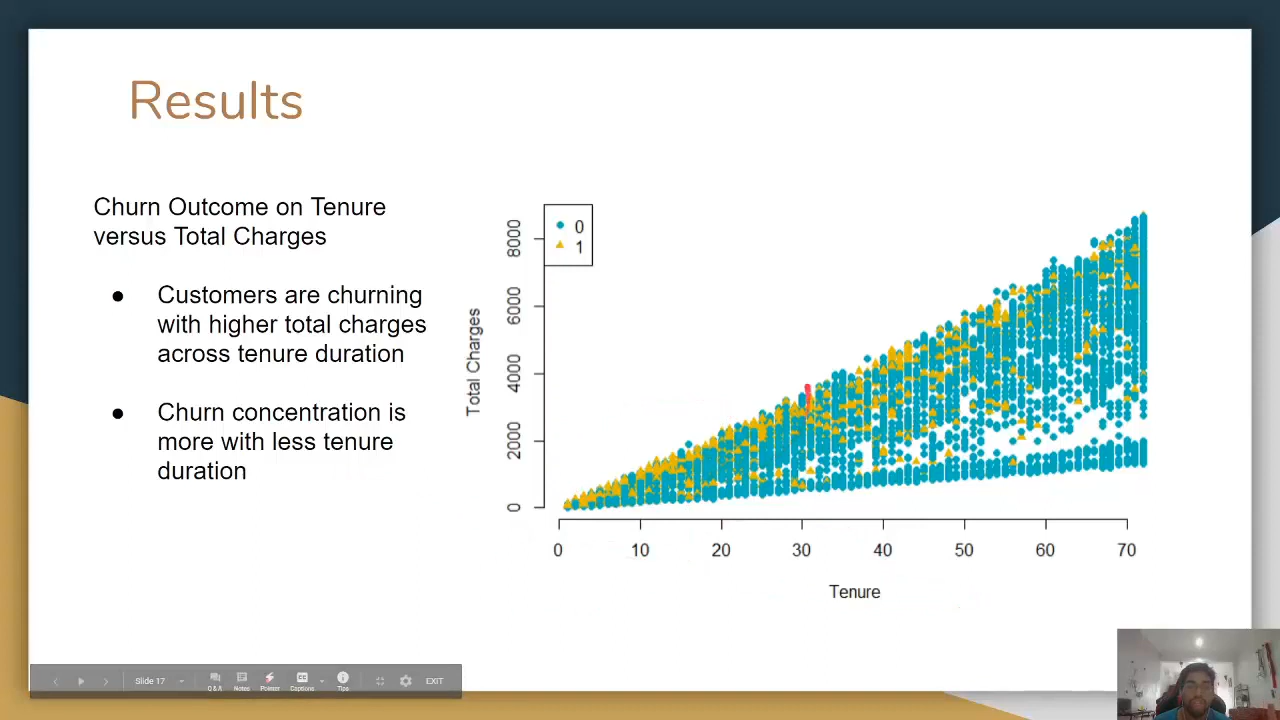 Results
Churn Outcome on Tenure
versus Total Charges
● Customers are churning
with higher total charges
across tenure duration
● Churn concentration is
more with less tenure
duration
0
1
Total Charges
8000
6000
4000
2000
0
0 10 20 30 40 50 60 70
Tenure
Slide 17
Q & A Notes Pointer Captions Tips
CC
EXIT